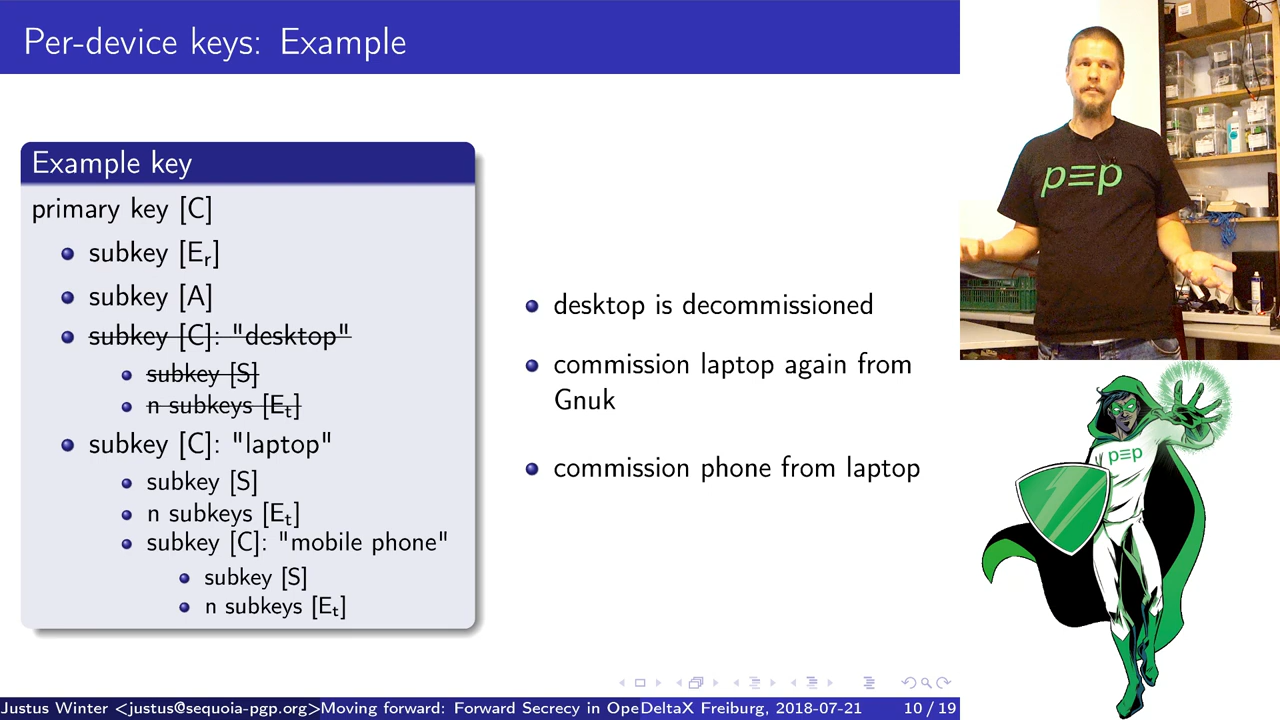 Per-device keys: Example
Example key
primary key [C]
subkey [Er]
subkey [A]
subkey [C]: "desktop"
subkey [S]
n subkeys [Et]
subkey [C]: "laptop"
subkey [S]
n subkeys [Et]
subkey [C]: "mobile phone"
subkey [S]
n subkeys [Et]
desktop is decommissioned
commission laptop again from
Gnuk
commission phone from laptop
p≡p
p≡p
Justus Winter <justus@sequoia-pgp.org>Moving forward: Forward Secrecy in OpeDeltaX Freiburg, 2018-07-21 10 / 19